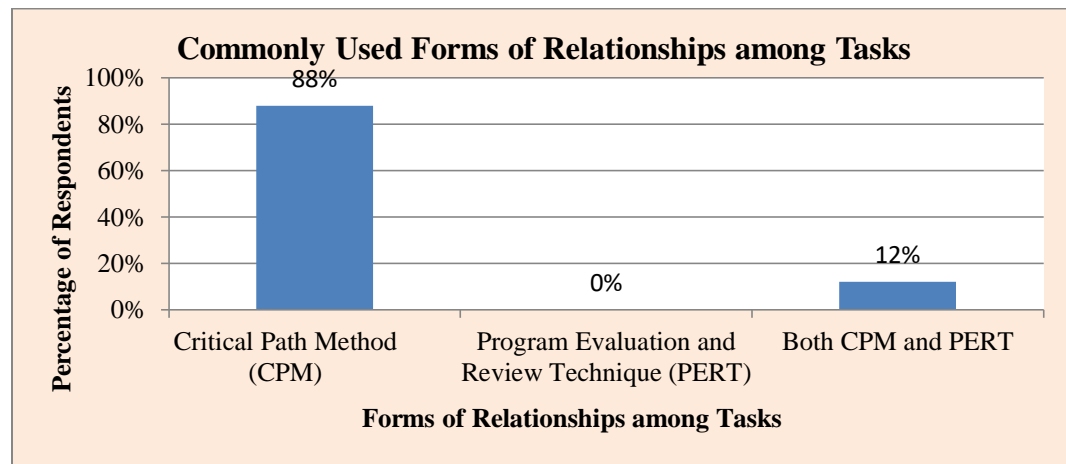 Commonly Used Forms of Relationships among Tasks
Percentage of Respondents
100%
80%
60%
40%
20%
0%
88%
0%
12%
Critical Path Method
(CPM)
Program Evaluation and
Review Technique (PERT)
Both CPM and PERT
Forms of Relationships among Tasks